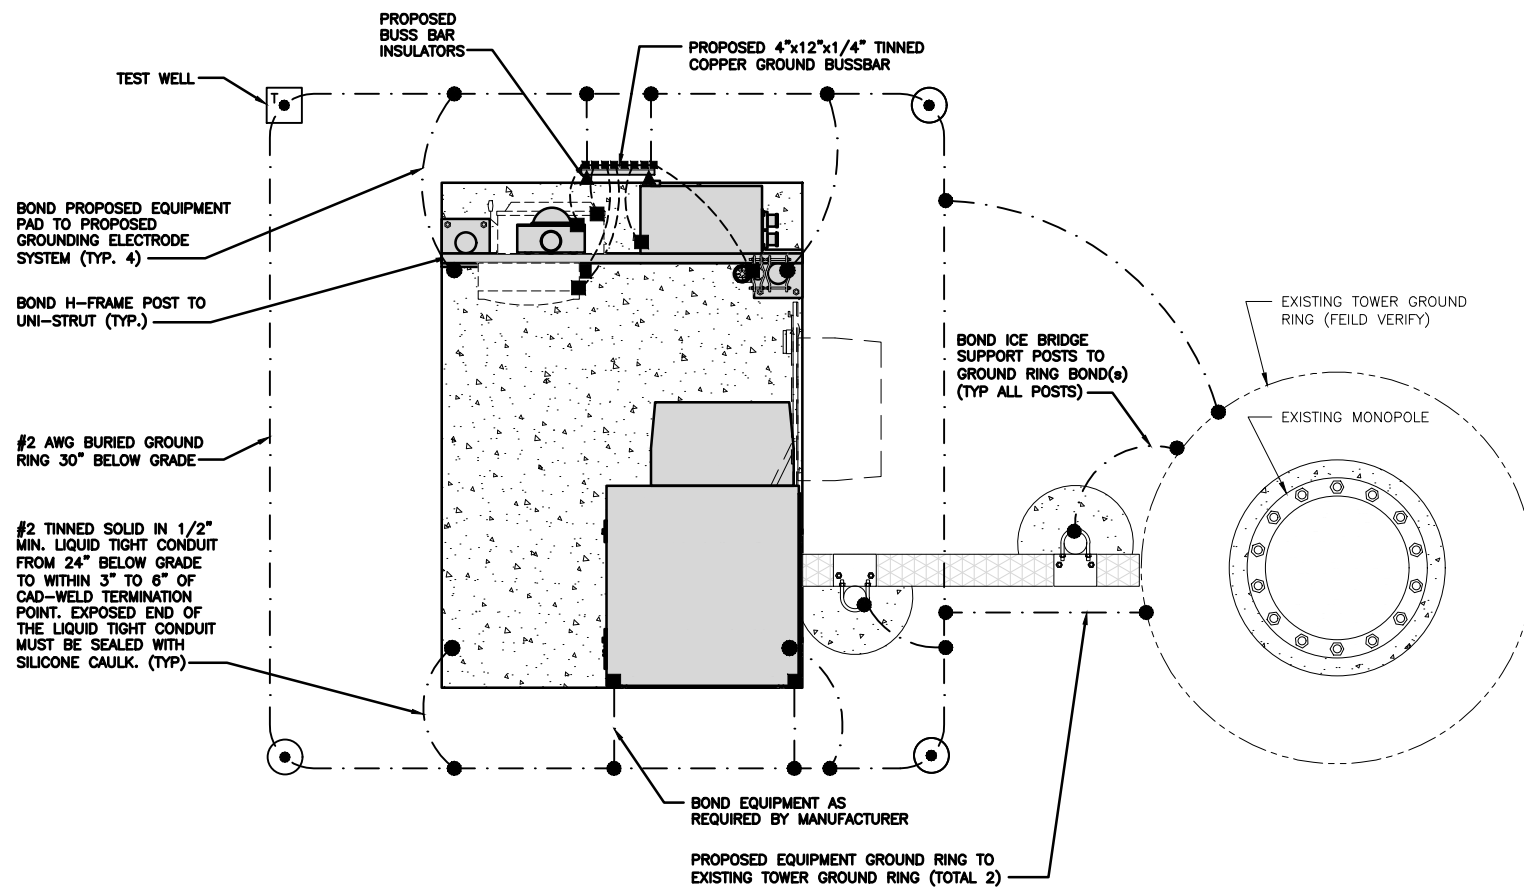 PROPOSED
BUSS BAR
INSULATORS
PROPOSED 4"x12"x1/4" TINNED
COPPER GROUND BUSSBAR
TEST WELL
T
BOND PROPOSED EQUIPMENT
PAD TO PROPOSED
GROUNDING ELECTRODE
SYSTEM (TYP. 4)
BOND H-FRAME POST TO
UNI-STRUT (TYP.)
EXISTING TOWER GROUND
RING (FEILD VERIFY)
BOND ICE BRIDGE
SUPPORT POSTS TO
GROUND RING BOND(s)
(TYP ALL POSTS)
EXISTING MONOPOLE
#2 AWG BURIED GROUND
RING 30" BELOW GRADE
#2 TINNED SOLID IN 1/2"
MIN. LIQUID TIGHT CONDUIT
FROM 24" BELOW GRADE
TO WITHIN 3" TO 6" OF
CAD-WELD TERMINATION
POINT. EXPOSED END OF
THE LIQUID TIGHT CONDUIT
MUST BE SEALED WITH
SILICONE CAULK. (TYP)
BOND EQUIPMENT AS
REQUIRED BY MANUFACTURER
PROPOSED EQUIPMENT GROUND RING TO
EXISTING TOWER GROUND RING (TOTAL 2)